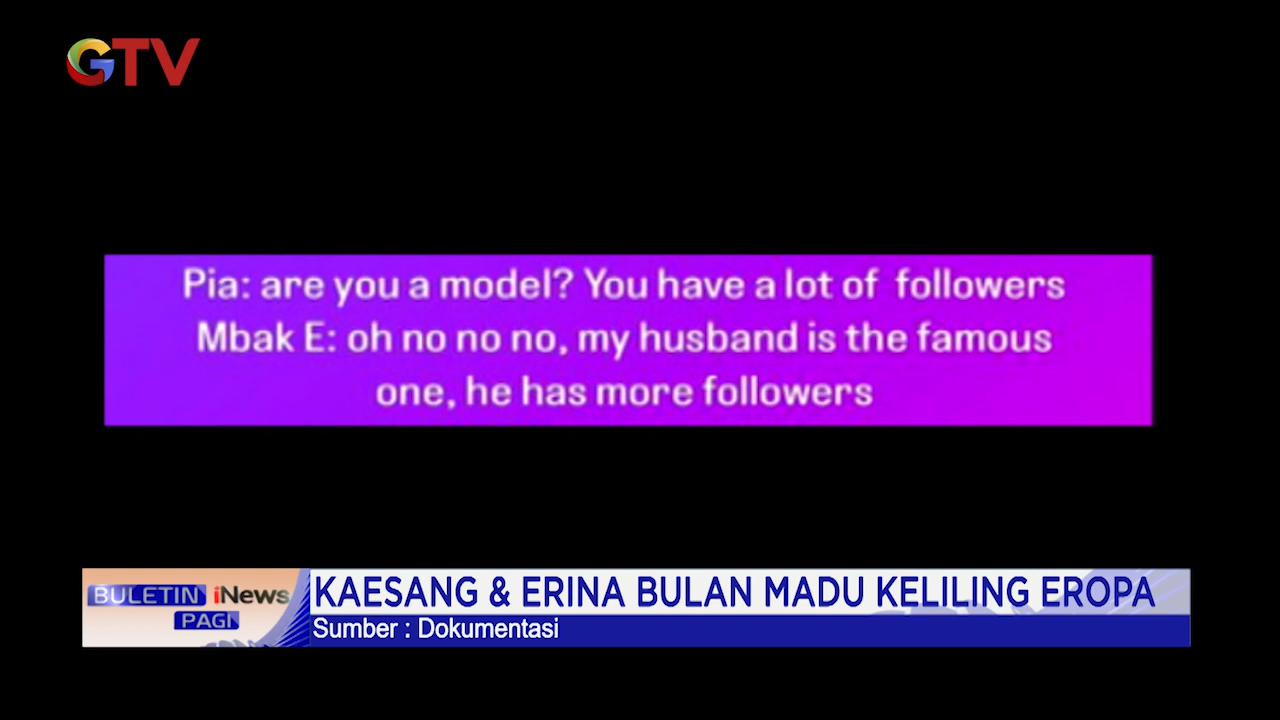 GTV
Pia: are you a model? You have a lot of followers
Mbak E: oh no no no, my husband is the famous
one, he has more followers
BULETIN iNews
PAGI
KAESANG & ERINA BULAN MADU KELILING EROPA
Sumber : Dokumentasi